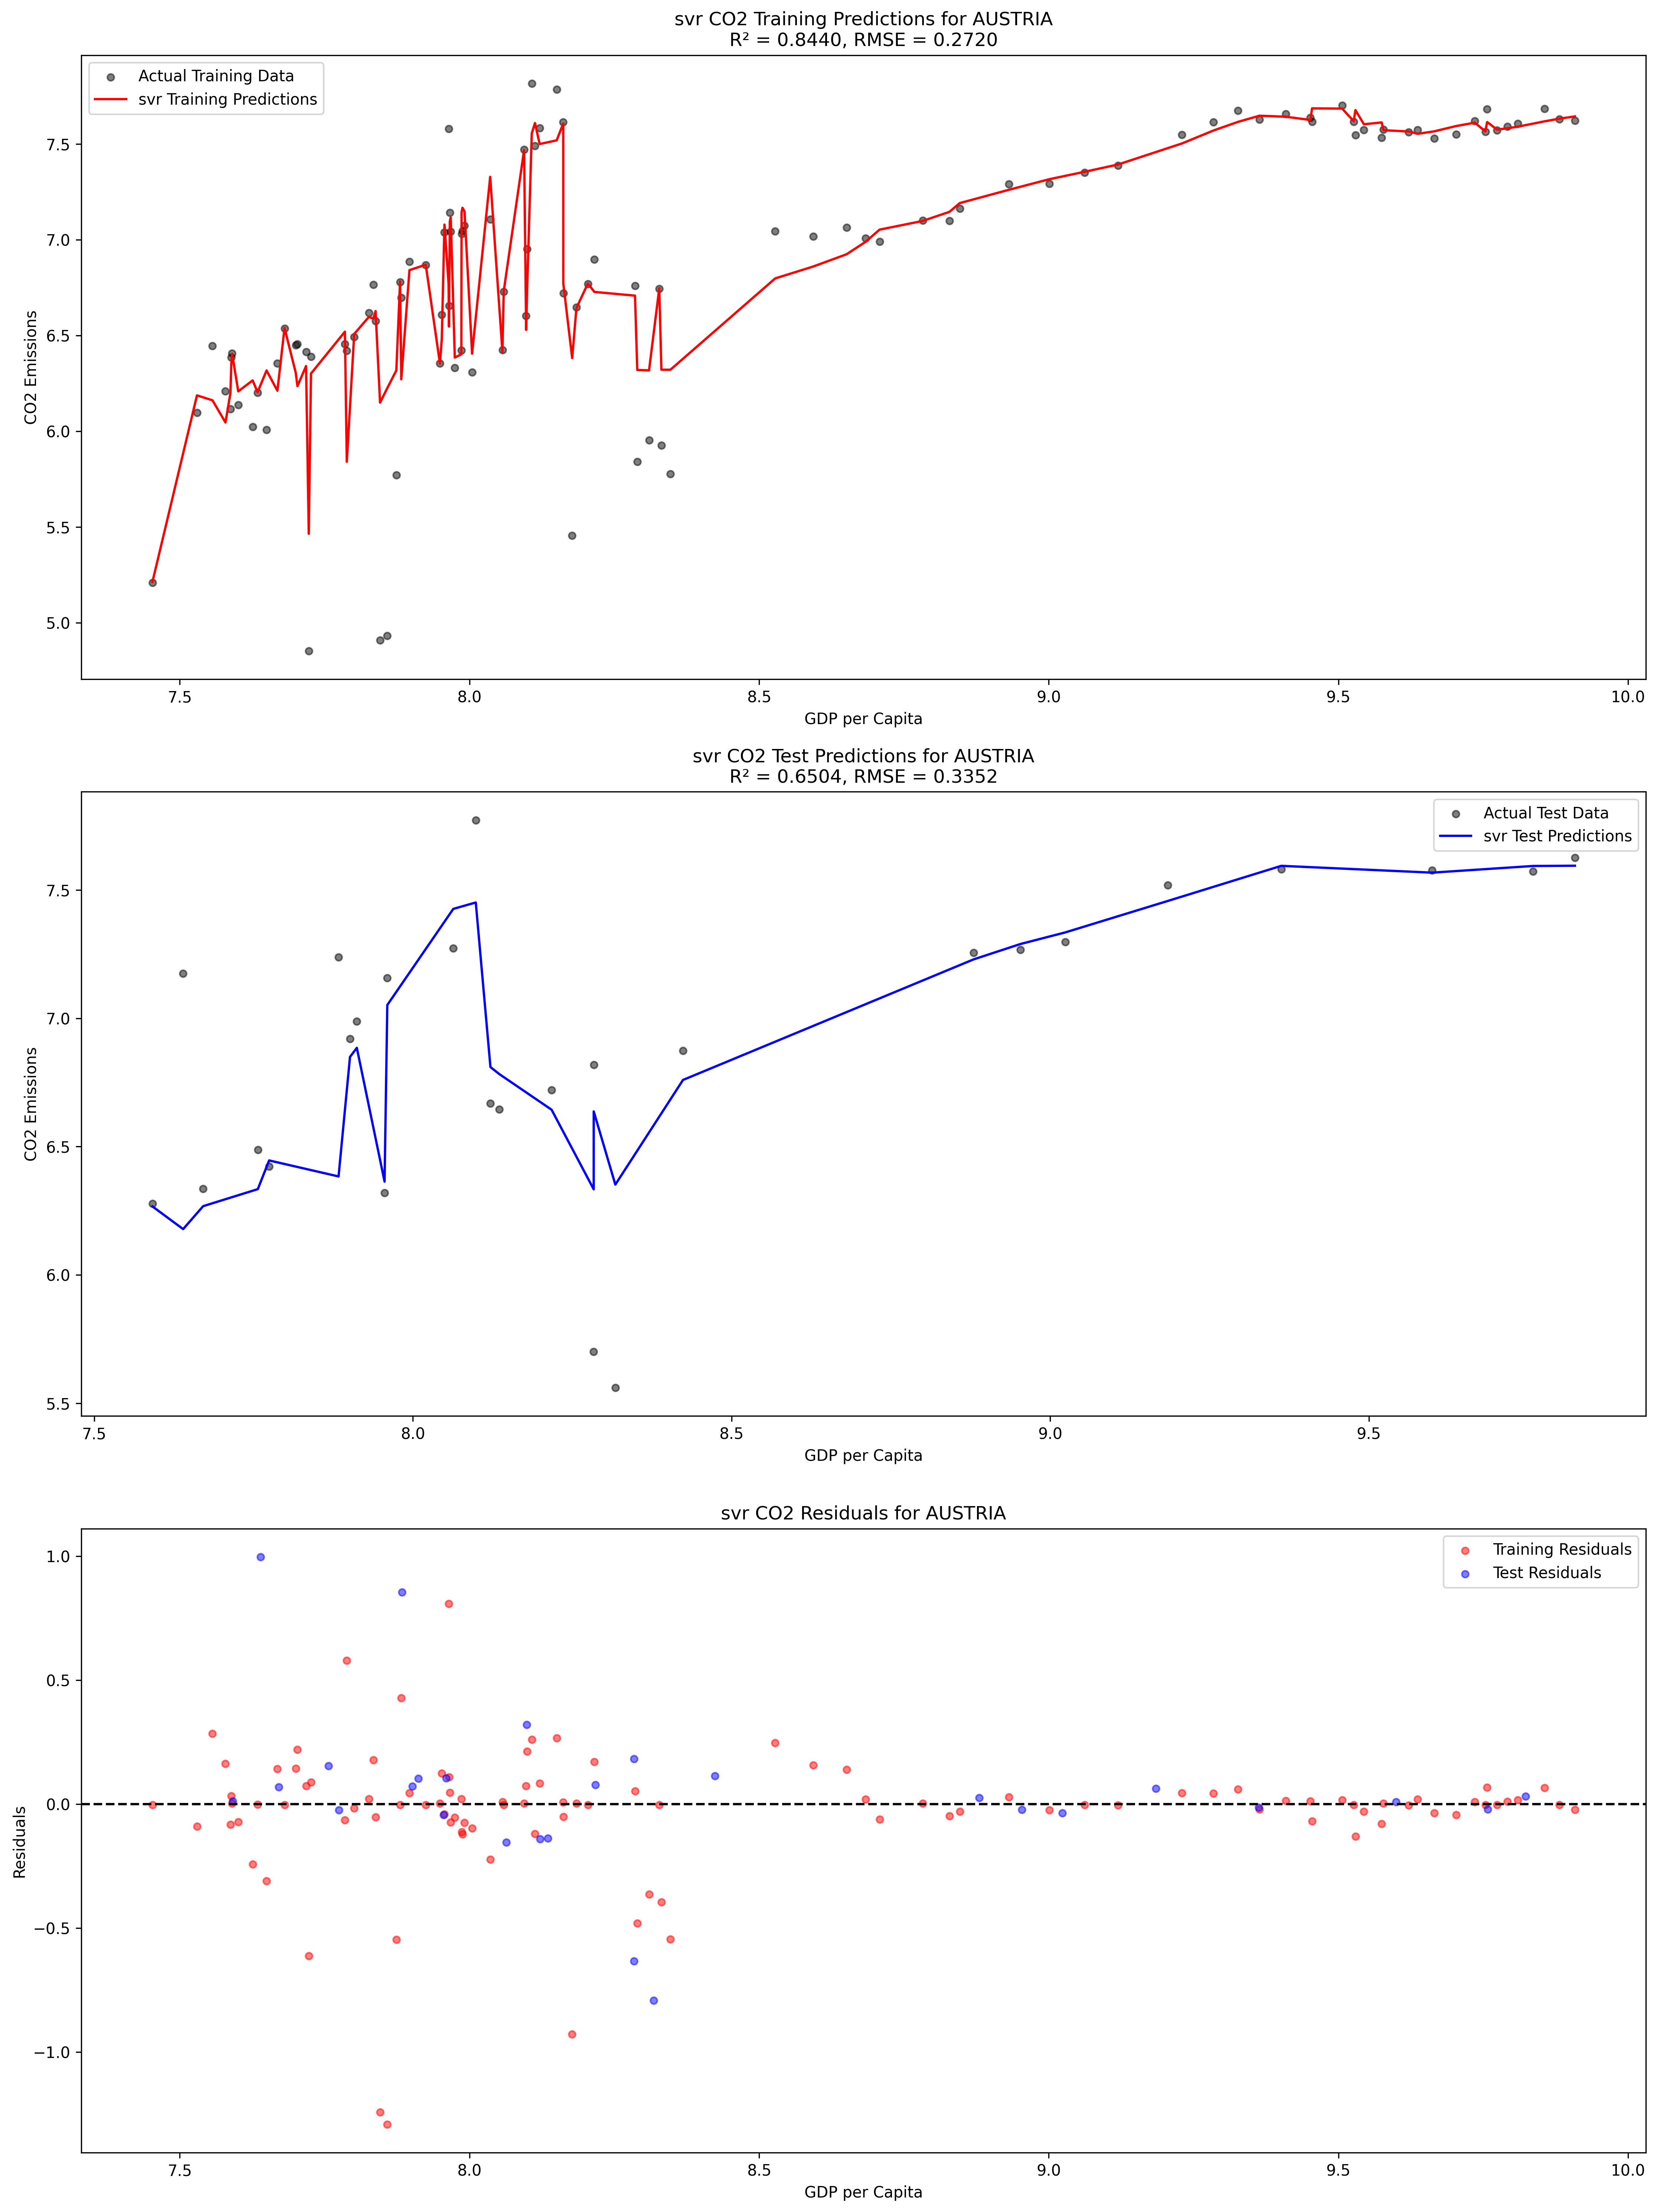 svr CO2 Training Predictions for AUSTRIA
R² = 0.8440, RMSE = 0.2720
Actual Training Data
svr Training Predictions
CO2 Emissions
7.5
7.0
6.5
6.0
5.5
5.0
7.5 8.0 8.5 9.0 9.5 10.0
GDP per Capita
svr CO2 Test Predictions for AUSTRIA
R² = 0.6504, RMSE = 0.3352
Actual Test Data
svr Test Predictions
CO2 Emissions
7.5
7.0
6.5
6.0
5.5
7.5 8.0 8.5 9.0 9.5
GDP per Capita
svr CO2 Residuals for AUSTRIA
Training Residuals
Test Residuals
Residuals
1.0
0.5
0.0
−0.5
−1.0
7.5 8.0 8.5 9.0 9.5 10.0
GDP per Capita